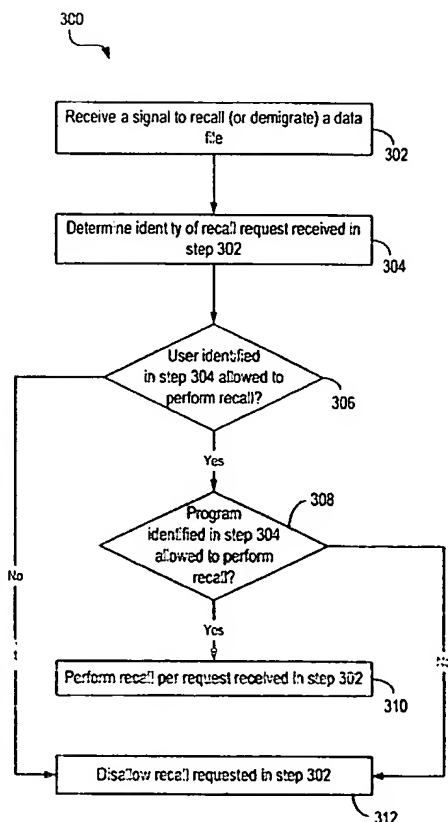 300
Receive a signal to recall (or demigrate) a data
file
302
Determine identity of recall request received in
step 302
304
User identified
in step 304 allowed to
perform recall?
306
Yes
308
Program
identified in step 304
allowed to perform
recall?
No
Yes
Perform recall per request received in step 302
310
Disallow recall requested in step 302
312